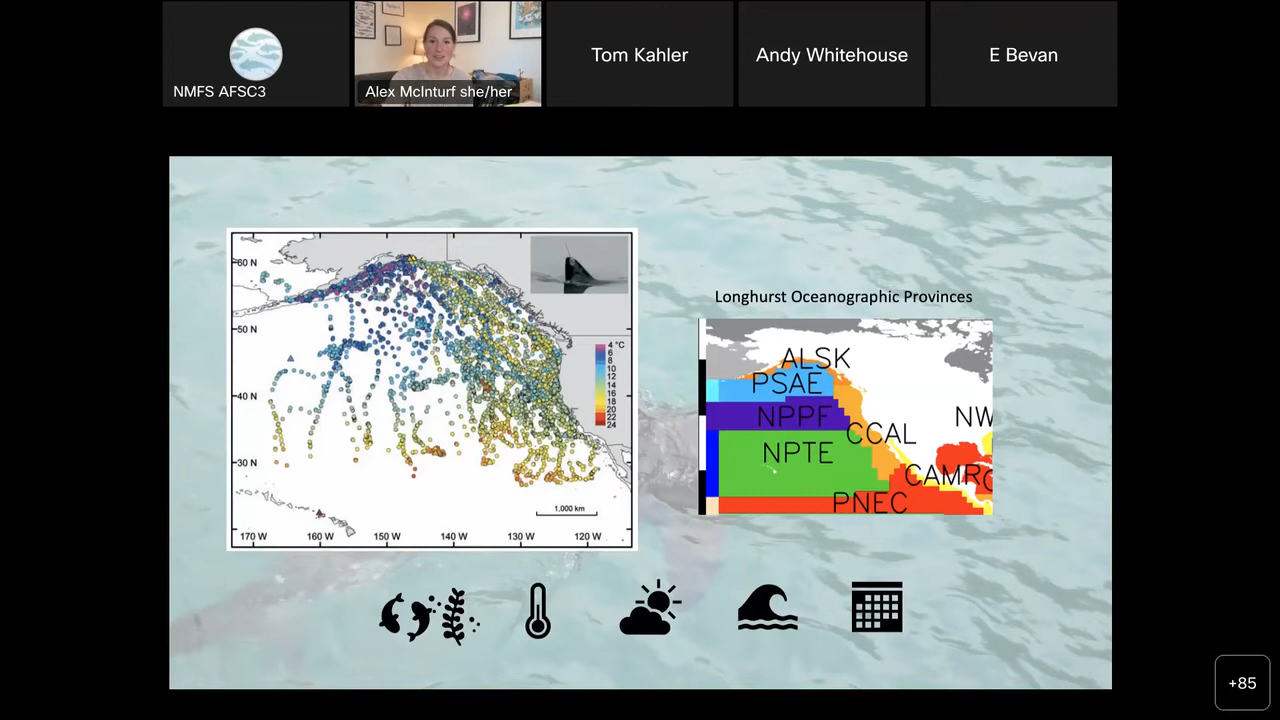 NMFS AFSC3
Alex McInturf she/her
Tom Kahler
Andy Whitehouse
E Bevan
60 N
50 N
40 N
30 N
170 W
160 W
150 W
140 W
130 W
120 W
4 °C
6
8
10
12
14
16
18
20
22
24
1,000 km
Longhurst Oceanographic Provinces
ALSK
PSAE
NPPF
NW
CCAL
NPTE
CAMR
PNEC
+85